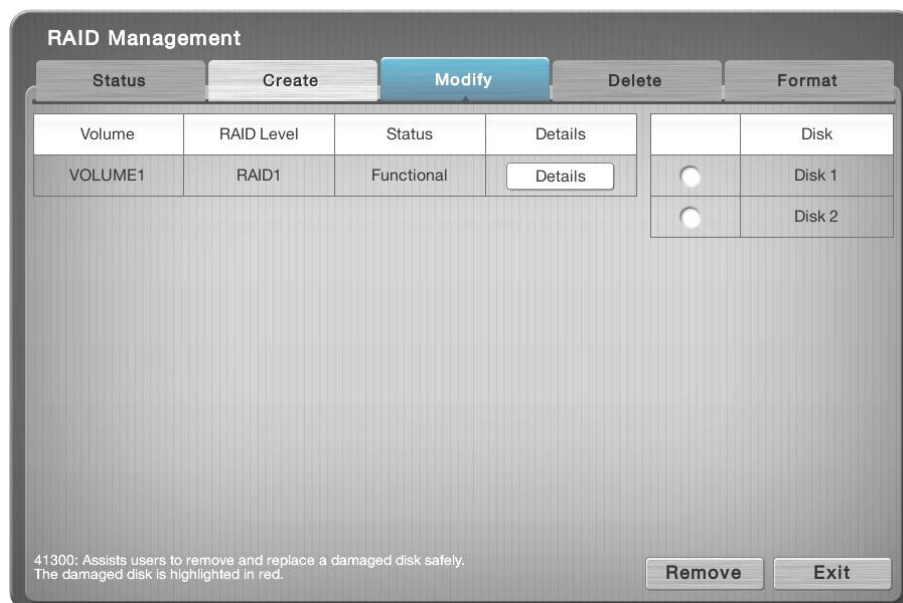 RAID Management
Status Create Modify Delete Format
Volume RAID Level Status Details Disk
VOLUME1 RAID1 Functional Details Disk 1
Disk 2
41300: Assists users to remove and replace a damaged disk safely.
The damaged disk is highlighted in red.
Remove Exit